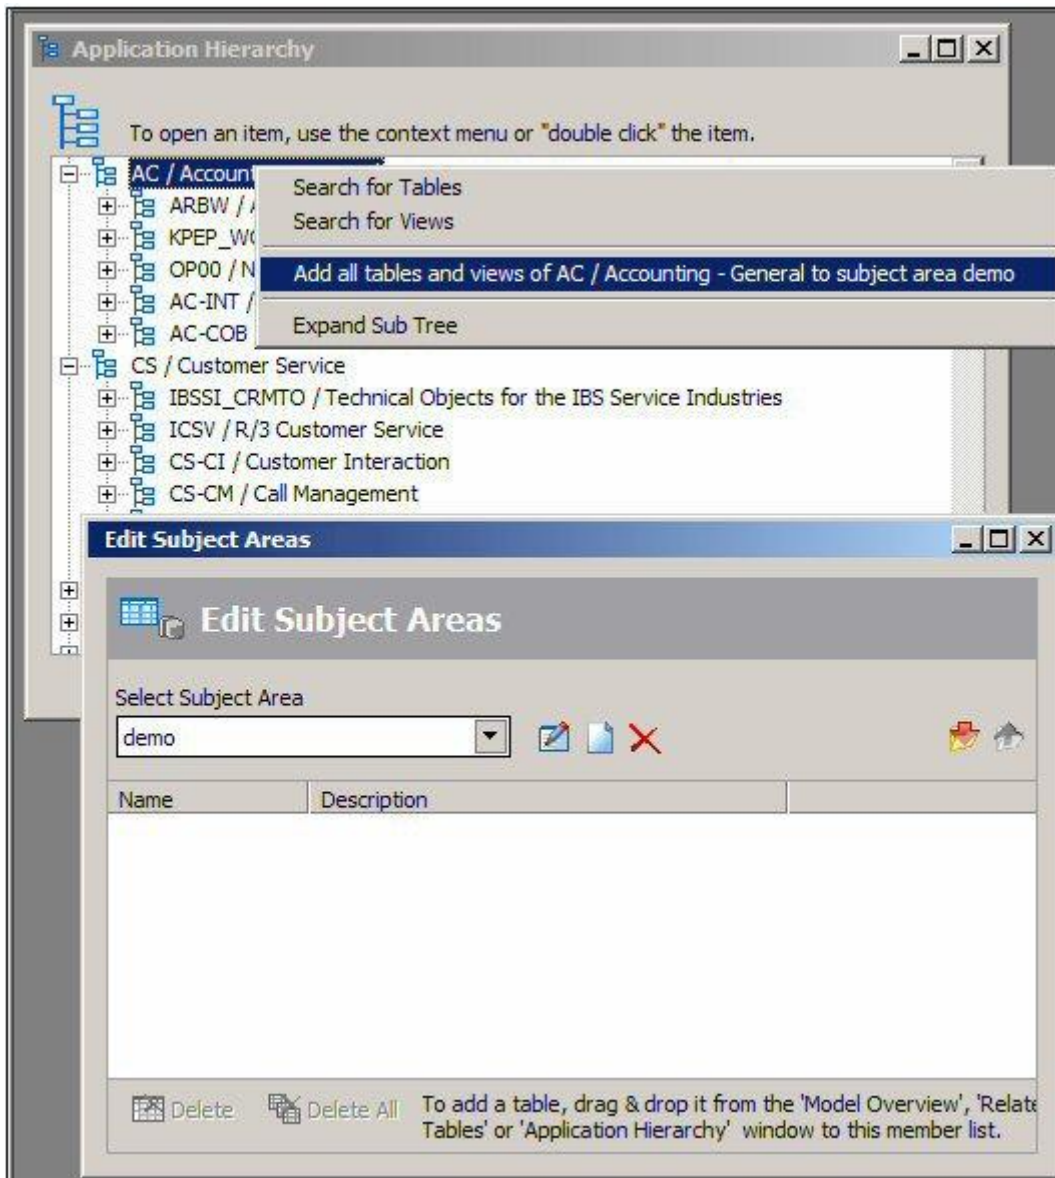 Application Hierarchy
To open an item, use the context menu or "double click" the item.
AC / Account
Search for Tables
ARBW /
Search for Views
KPEP_W
OP00 / N
Add all tables and views of AC / Accounting - General to subject area demo
AC-INT /
AC-COB
Expand Sub Tree
CS / Customer Service
IBSSI_CRMTO / Technical Objects for the IBS Service Industries
ICSV / R/3 Customer Service
CS-CI / Customer Interaction
CS-CM / Call Management
Edit Subject Areas
Edit Subject Areas
Select Subject Area
demo
Name Description
Delete Delete All To add a table, drag & drop it from the 'Model Overview', 'Relate
Tables' or 'Application Hierarchy' window to this member list.